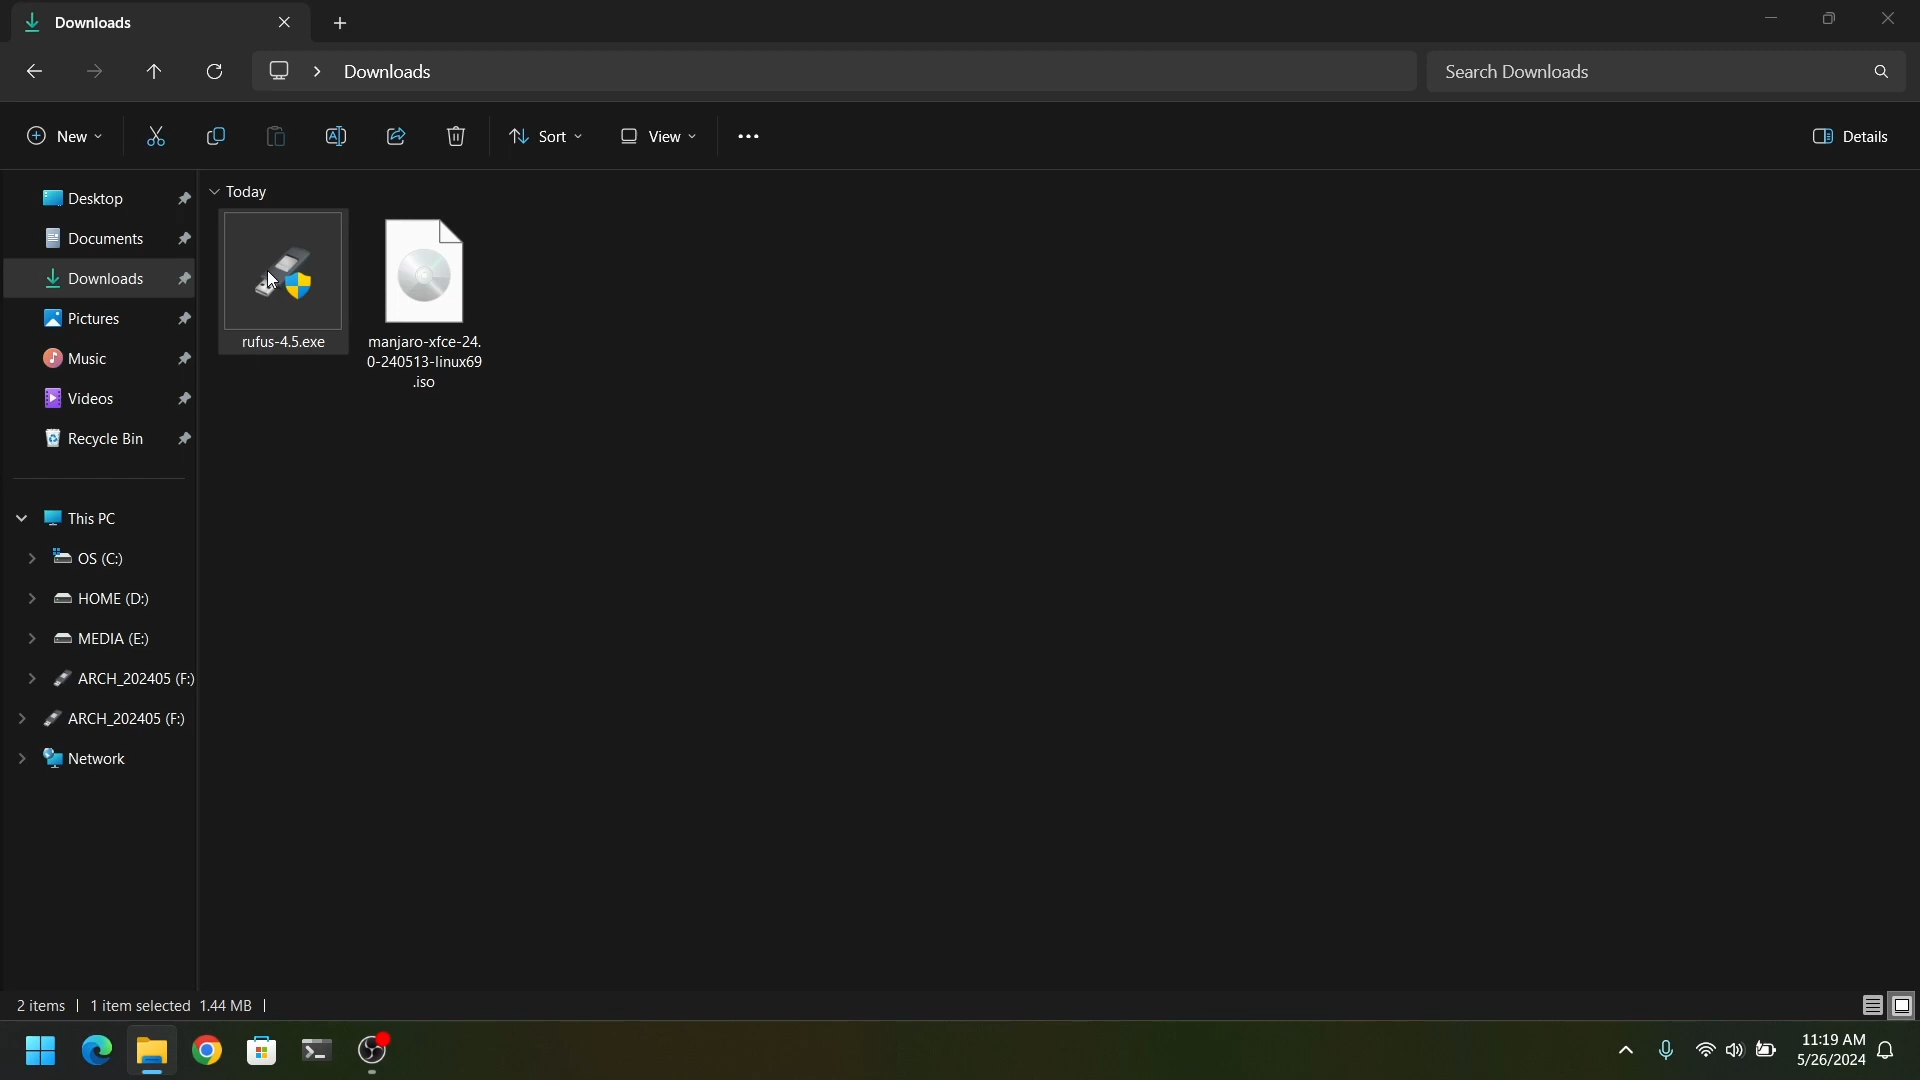 Downloads
Downloads
Search Downloads
New
Sort
View
Details
Desktop
Documents
Downloads
Pictures
Music
Videos
Recycle Bin
This PC
OS (C:)
HOME (D:)
MEDIA (E:)
ARCH_202405 (F:)
ARCH_202405 (F:)
Network
Today
rufus-4.5.exe
manjaro-xfce-24.
0-240513-linux69
.iso
2 items
1 item selected 1.44 MB
11:19 AM
5/26/2024